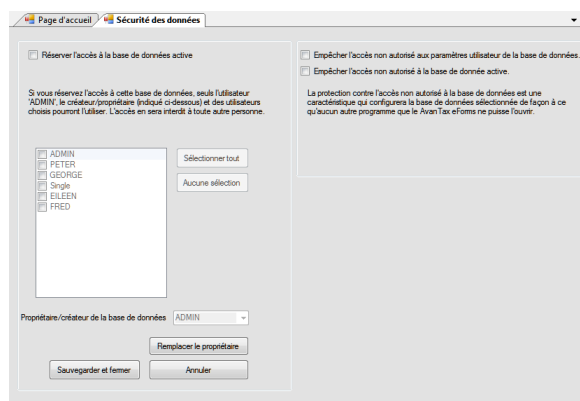 Page d'accueil
Sécurité des données
Réserver l'accès à la base de données active
Si vous réservez l'accès à cette base de données, seuls l'utilisateur
'ADMIN', le créateur/propriétaire (indiqué ci-dessous) et des utilisateurs
choisis pourront l'utiliser. L'accès en sera interdit à toute autre personne.
ADMIN
PETER
GEORGE
Single
EILEEN
FRED
Sélectionner tout
Aucune sélection
Propriétaire/créateur de la base de données
ADMIN
Remplacer le propriétaire
Sauvegarder et fermer
Annuler
Empêcher l'accès non autorisé aux paramètres utilisateur de la base de données.
Empêcher l'accès non autorisé à la base de donnée active.
La protection contre l'accès non autorisé à la base de données est une
caractéristique qui configurera la base de données sélectionnée de façon à ce
qu'aucun autre programme que le AvanTax eForms ne puisse l'ouvrir.